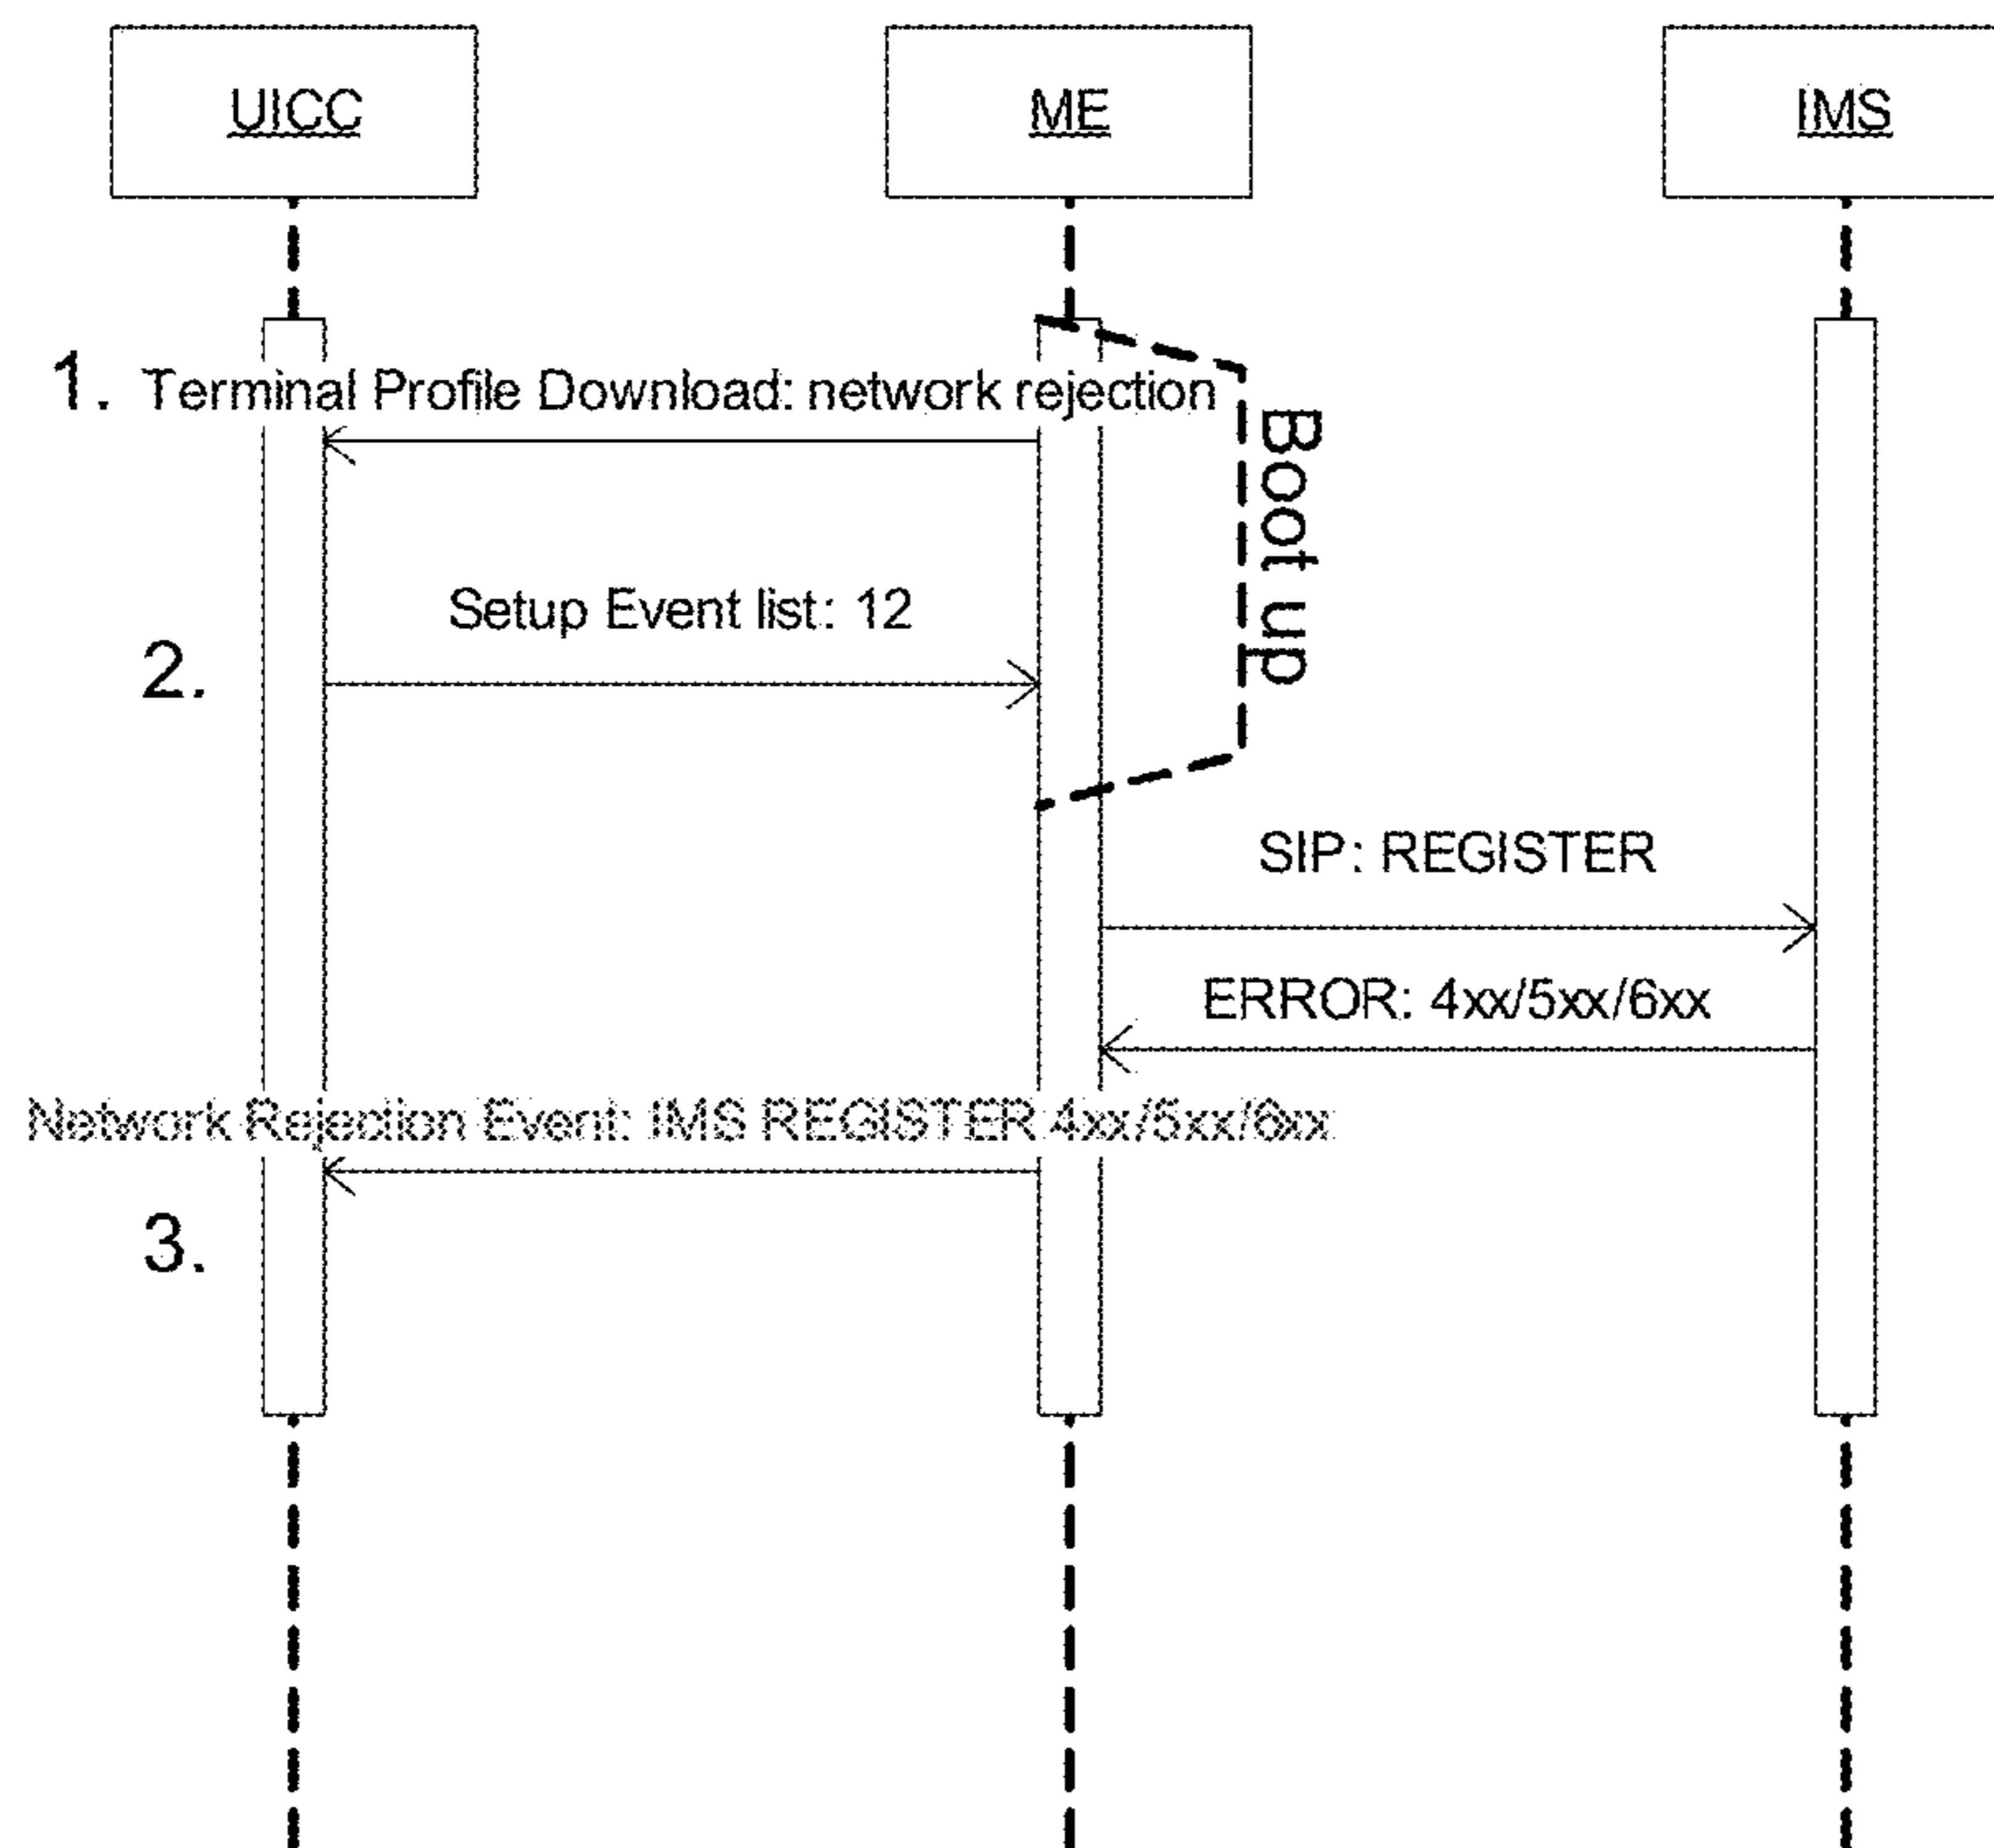 UICC
ME
IMS
1. Terminal Profile Download: network rejection
Boot up
Setup Event list: 12
2.
SIP: REGISTER
ERROR: 4xx/5xx/6xx
Network Rejection Event: IMS REGISTER 4xx/5xx/6xx
3.